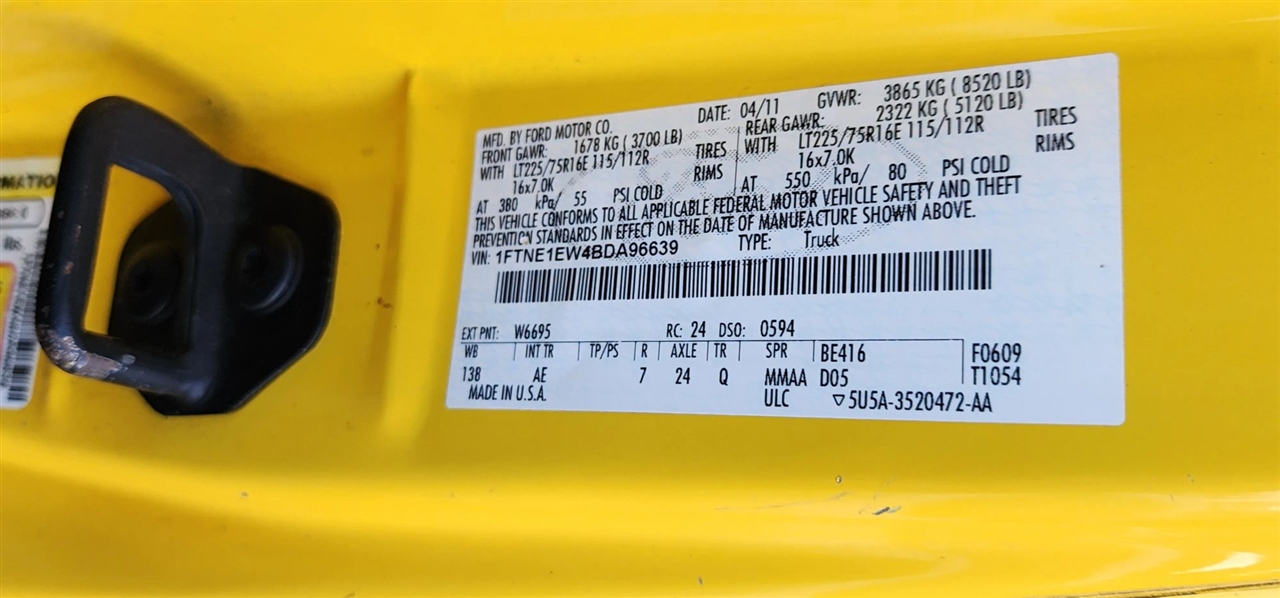 MFD. BY FORD MOTOR CO. DATE: 04/11 GVWR: 3865 KG ( 8520 LB)
FRONT GAWR: 1678 KG ( 3700 LB) REAR GAWR: 2322 KG ( 5120 LB)
WITH LT225/75R16E 115/112R TIRES WITH LT225/75R16E 115/112R TIRES
16x7.0K RIMS 16x7.0K RIMS
AT 380 kPa/ 55 PSI COLD AT 550 kPa/ 80 PSI COLD
THIS VEHICLE CONFORMS TO ALL APPLICABLE FEDERAL MOTOR VEHICLE SAFETY AND THEFT
PREVENTION STANDARDS IN EFFECT ON THE DATE OF MANUFACTURE SHOWN ABOVE.
VIN: 1FTNE1EW4BDA96639 TYPE: Truck
EXT PNT: W6695 RC: 24 DSO: 0594
WB INT TR TP/PS R AXLE TR SPR BE416 F0609
138 AE 7 24 Q MMAA D05 T1054
MADE IN U.S.A. ULC ▽5U5A-3520472-AA